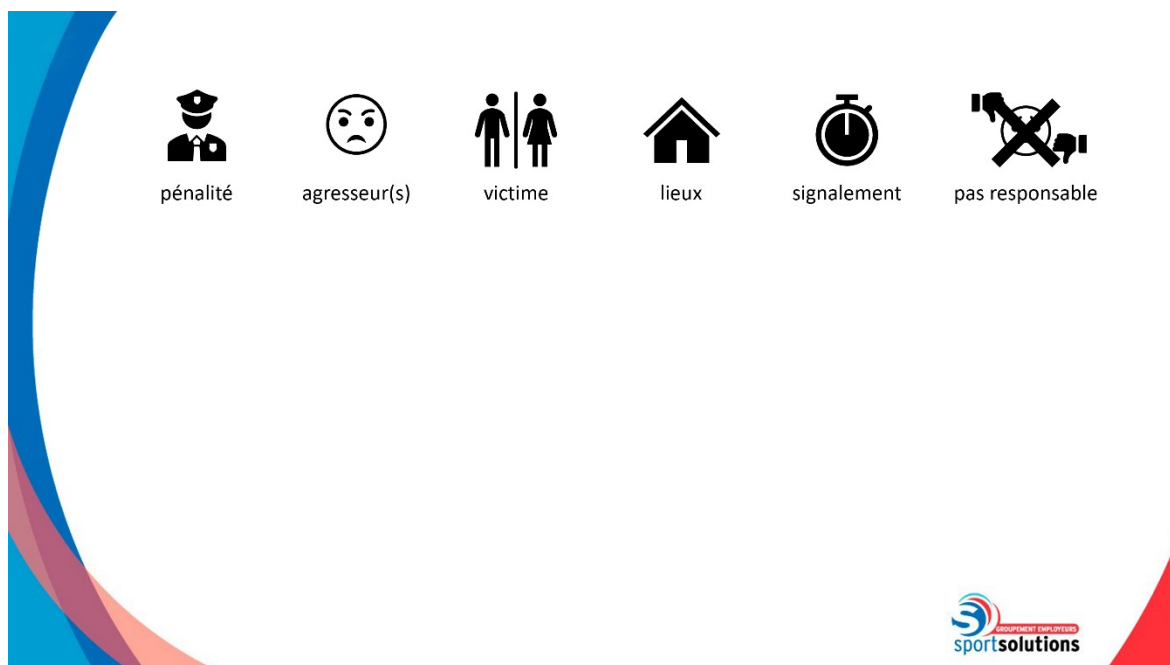 pénalité
agresseur(s)
victime
lieux
signalement
pas responsable
GROUPEMENT EMPLOYEURS
sportsolutions